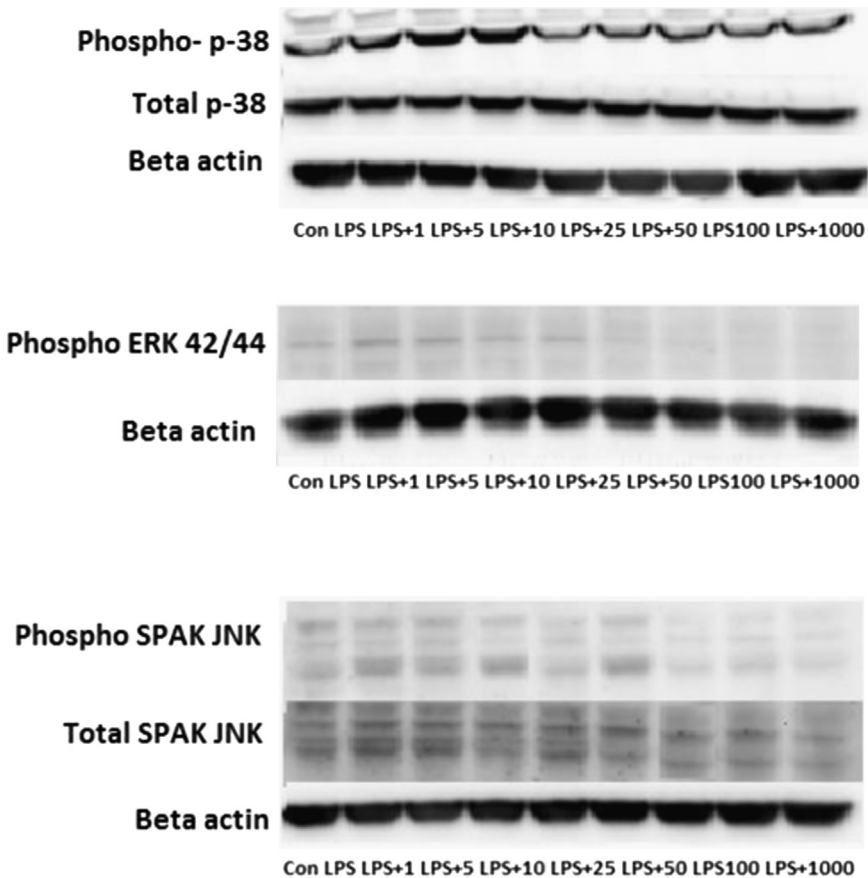 Phospho- p-38
Total p-38
Beta actin
Con LPS LPS+1 LPS+5 LPS+10 LPS+25 LPS+50 LPS100 LPS+1000
Phospho ERK 42/44
Beta actin
Con LPS LPS+1 LPS+5 LPS+10 LPS+25 LPS+50 LPS100 LPS+1000
Phospho SPAK JNK
Total SPAK JNK
Beta actin
Con LPS LPS+1 LPS+5 LPS+10 LPS+25 LPS+50 LPS100 LPS+1000